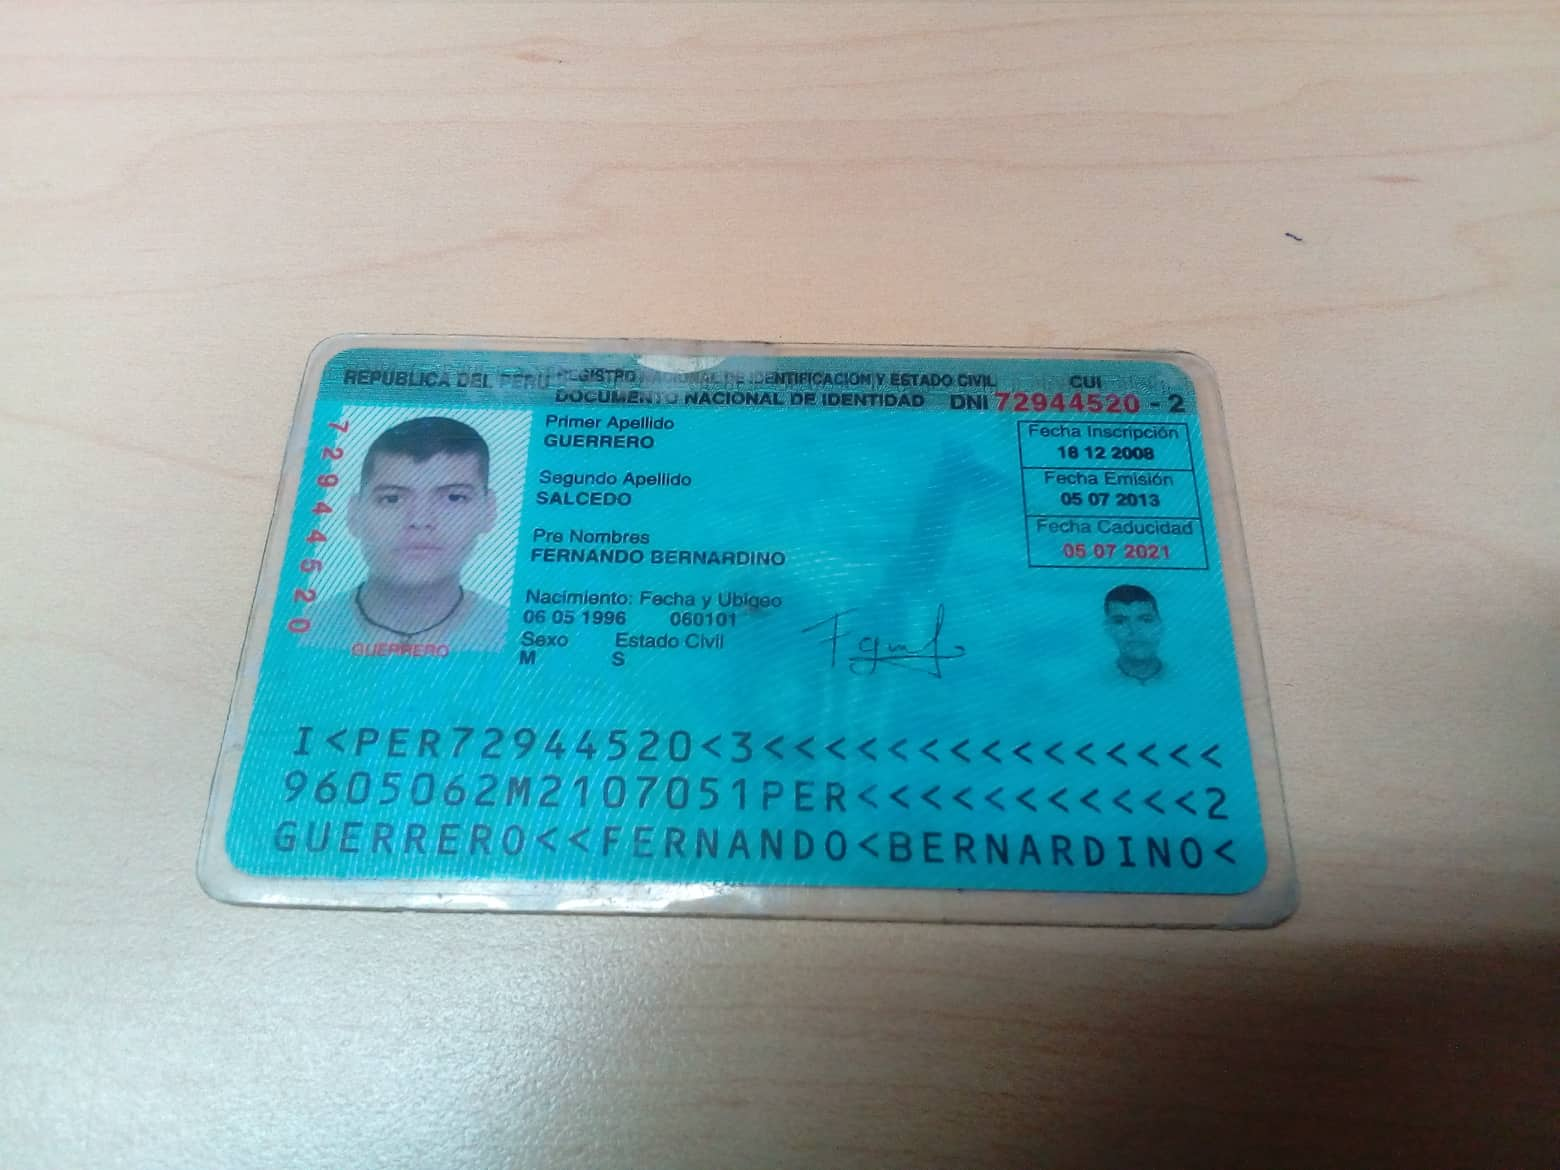 REPUBLICA DEL PERU REGISTRO NACIONAL DE IDENTIFICACION Y ESTADO CIVIL CUI
DOCUMENTO NACIONAL DE IDENTIDAD DNI 72944520 - 2
72944520
GUERRERO
Primer Apellido
GUERRERO
Segundo Apellido
SALCEDO
Pre Nombres
FERNANDO BERNARDINO
Nacimiento: Fecha y Ubigeo
06 05 1996 060101
Sexo Estado Civil
M S
Fecha Inscripción
18 12 2008
Fecha Emisión
05 07 2013
Fecha Caducidad
05 07 2021
I<PER72944520<3<<<<<<<<<<<<<<<
9605062M2107051PER<<<<<<<<<<<2
GUERRERO<<FERNANDO<BERNARDINO<